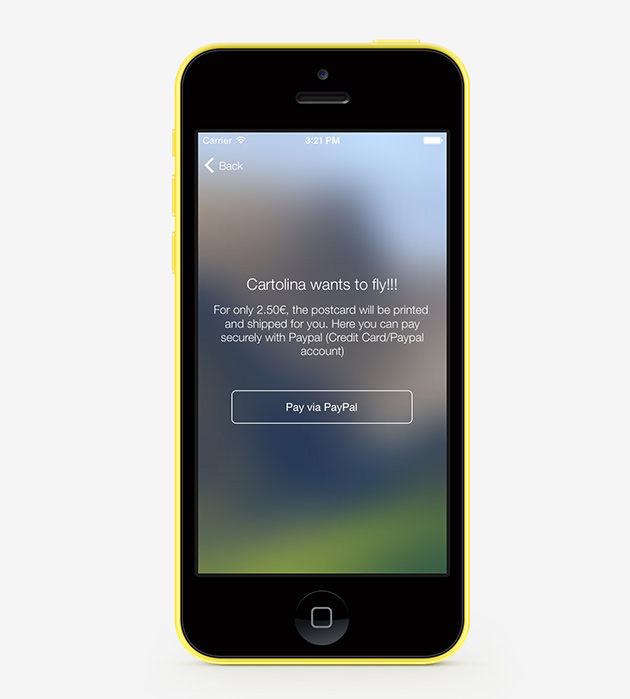 Carrier 3:21 PM
Back
Cartolina wants to fly!!!
For only 2.50€, the postcard will be printed
and shipped for you. Here you can pay
securely with Paypal (Credit Card/Paypal
account)
Pay via PayPal